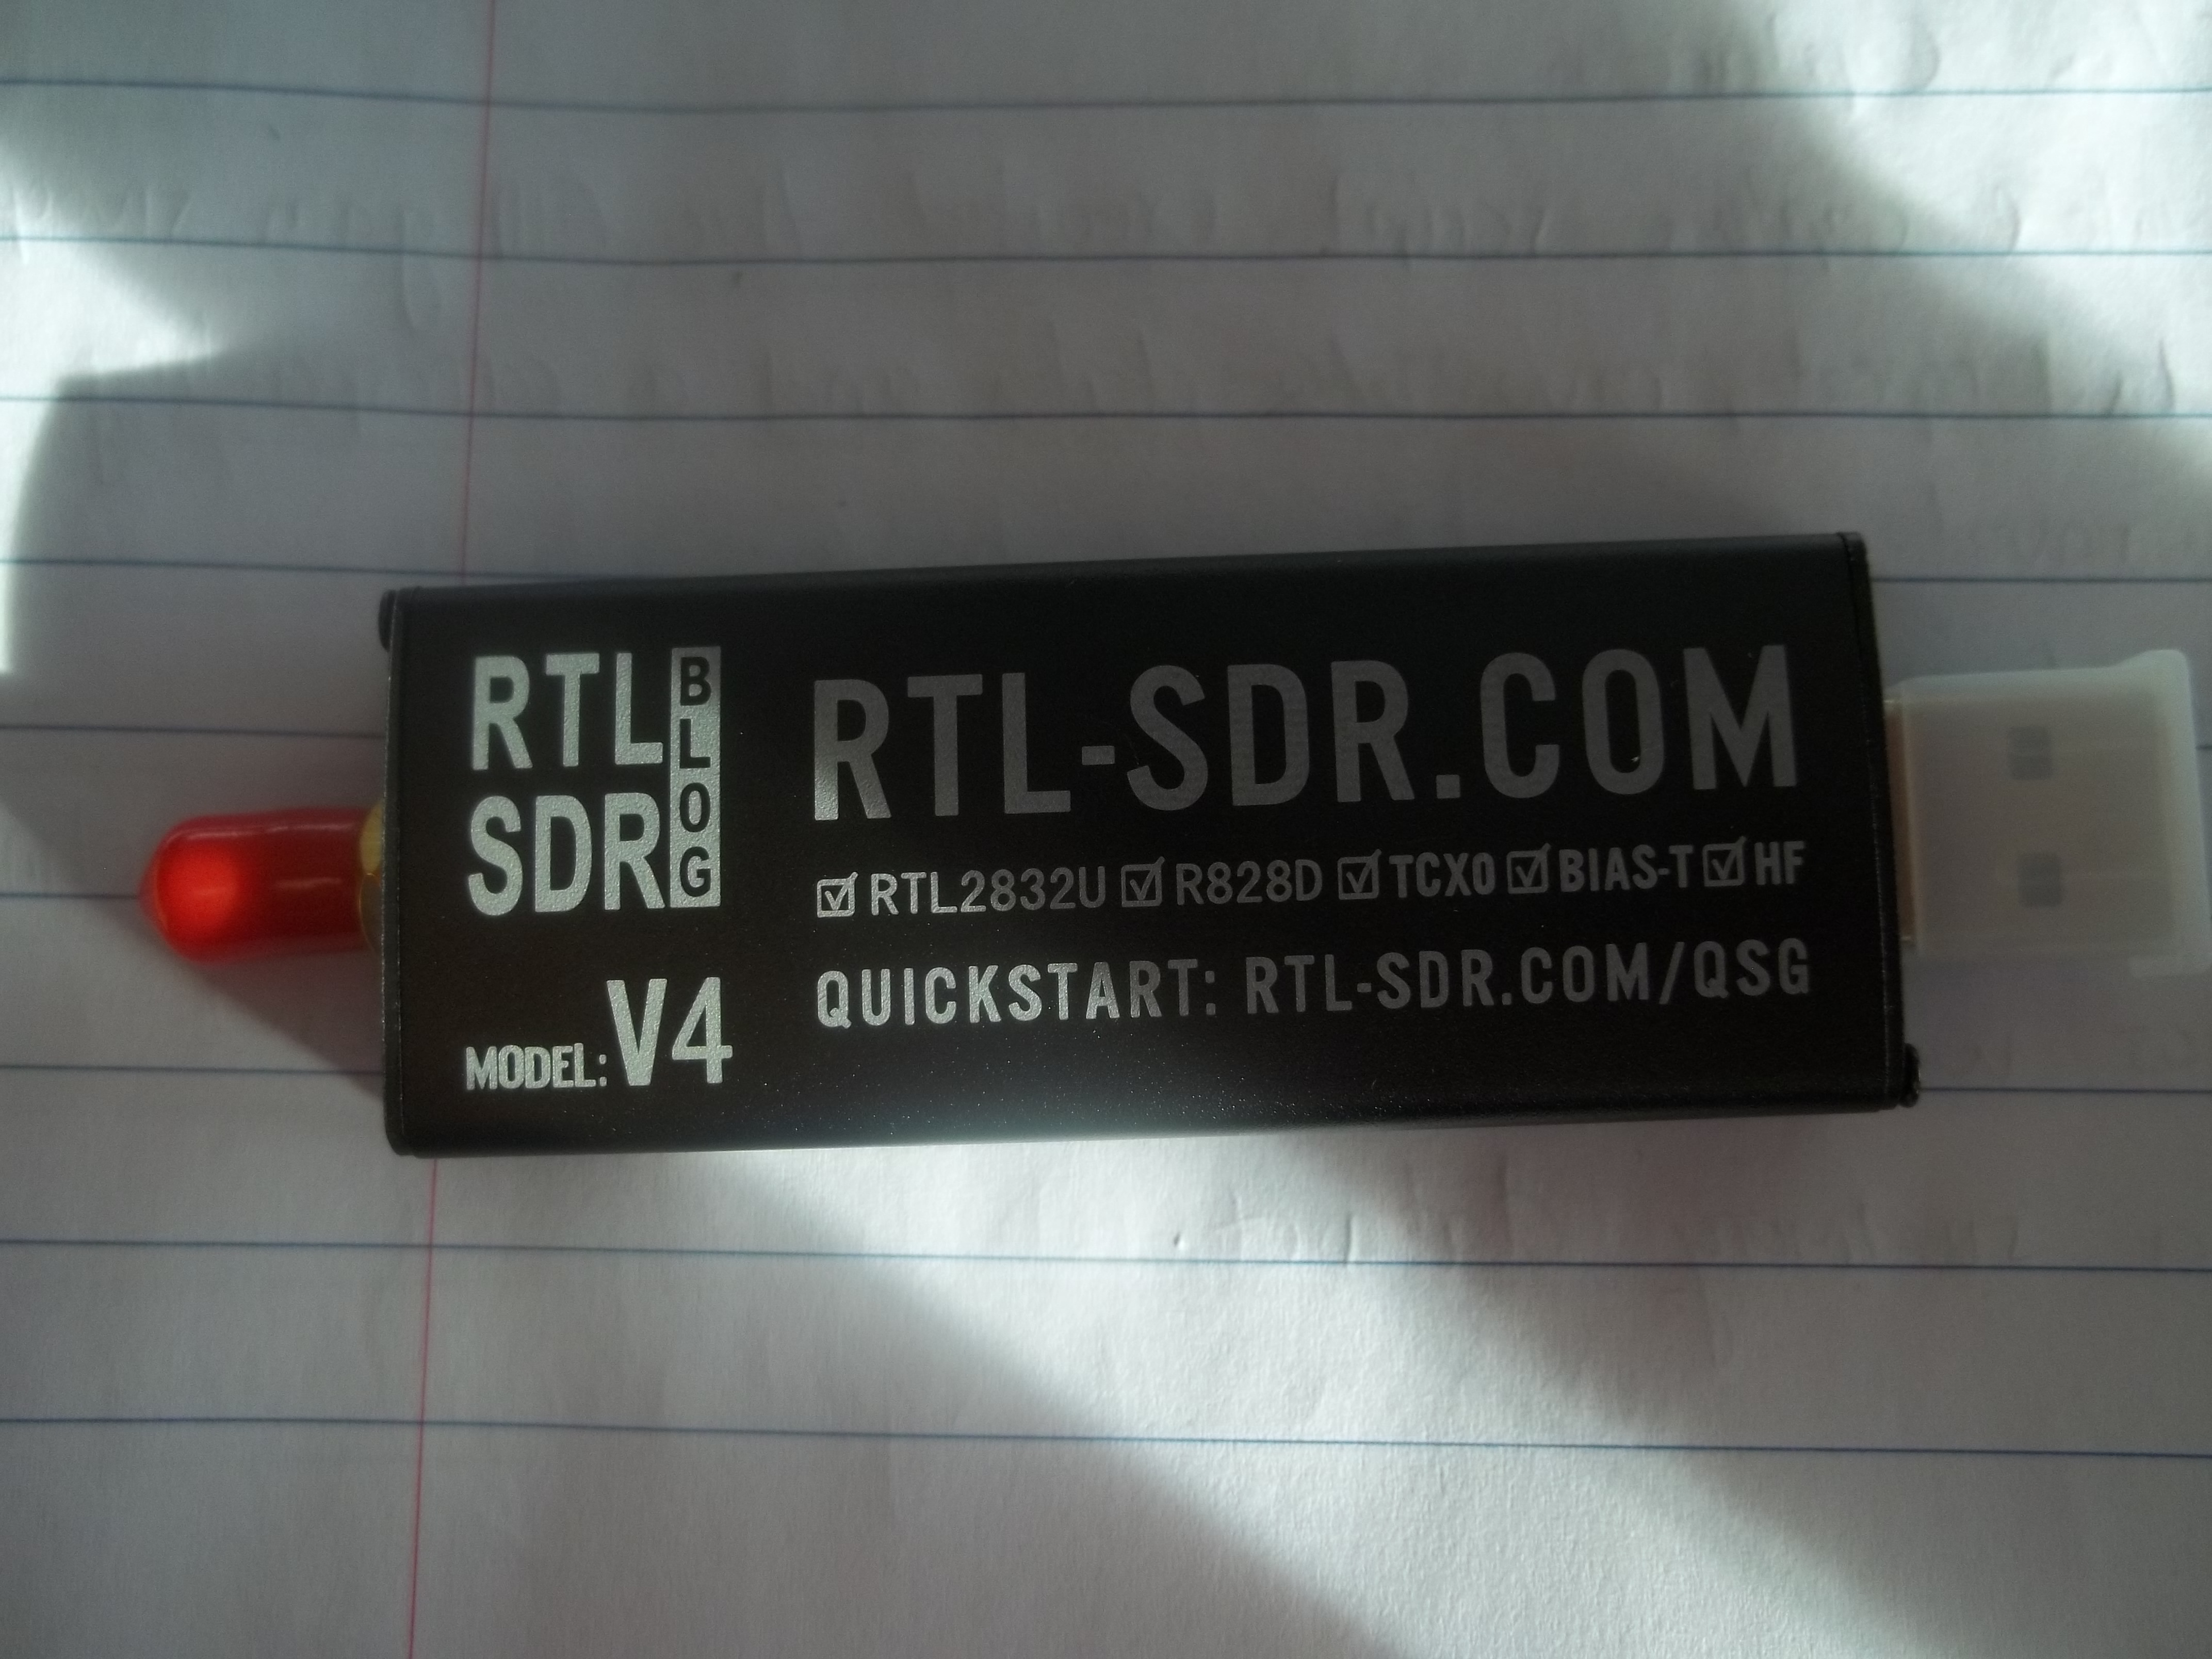 RTL BLOG
SDR
MODEL: V4
RTL-SDR.COM
☑ RTL2832U ☑ R828D ☑ TCXO ☑ BIAS-T ☑ HF
QUICKSTART: RTL-SDR.COM/QSG